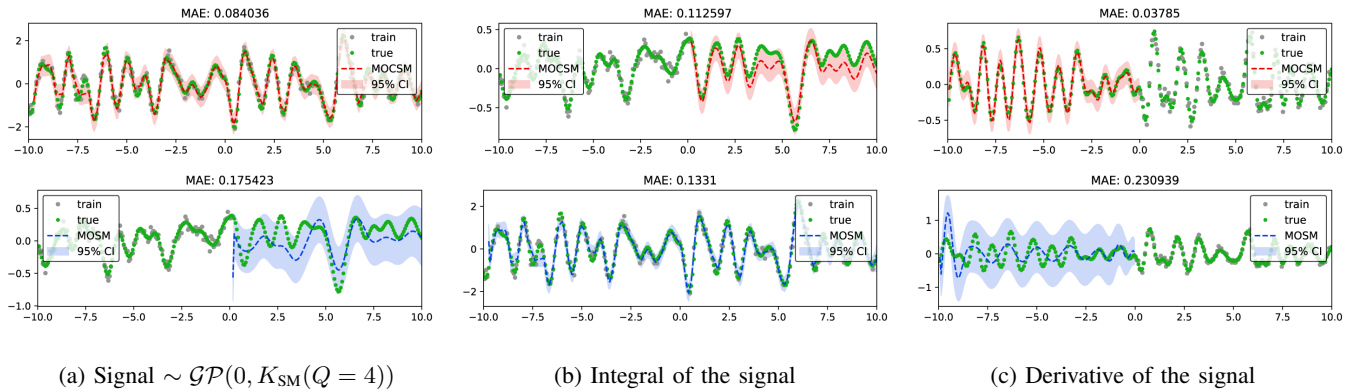 MAE: 0.084036
train
true
MOCSM
95% CI
2
0
−2
−10.0 −7.5 −5.0 −2.5 0.0 2.5 5.0 7.5 10.0
MAE: 0.112597
train
true
MOCSM
95% CI
0.5
0.0
−0.5
−10.0 −7.5 −5.0 −2.5 0.0 2.5 5.0 7.5 10.0
MAE: 0.03785
train
true
MOCSM
95% CI
0.5
0.0
−0.5
−10.0 −7.5 −5.0 −2.5 0.0 2.5 5.0 7.5 10.0
MAE: 0.175423
train
true
MOSM
95% CI
0.5
0.0
−0.5
−1.0
−10.0 −7.5 −5.0 −2.5 0.0 2.5 5.0 7.5 10.0
MAE: 0.1331
train
true
MOSM
95% CI
2
0
−2
−10.0 −7.5 −5.0 −2.5 0.0 2.5 5.0 7.5 10.0
MAE: 0.230939
train
true
MOSM
95% CI
1
0
−1
−10.0 −7.5 −5.0 −2.5 0.0 2.5 5.0 7.5 10.0
(a) Signal ∼ 𝒢𝒫(0, K_SM(Q = 4))
(b) Integral of the signal
(c) Derivative of the signal